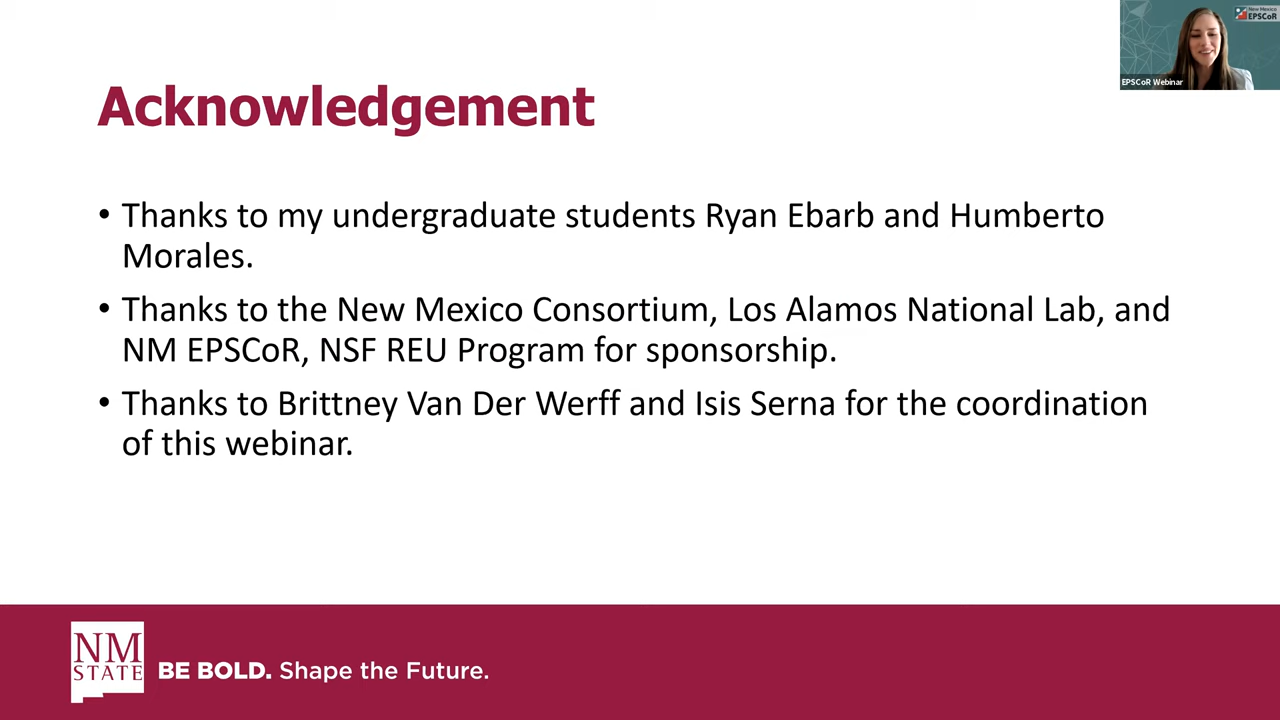 New Mexico
EPSCoR
EPSCoR Webinar
Acknowledgement
• Thanks to my undergraduate students Ryan Ebarb and Humberto
Morales.
• Thanks to the New Mexico Consortium, Los Alamos National Lab, and
NM EPSCoR, NSF REU Program for sponsorship.
• Thanks to Brittney Van Der Werff and Isis Serna for the coordination
of this webinar.
NM
STATE
BE BOLD. Shape the Future.